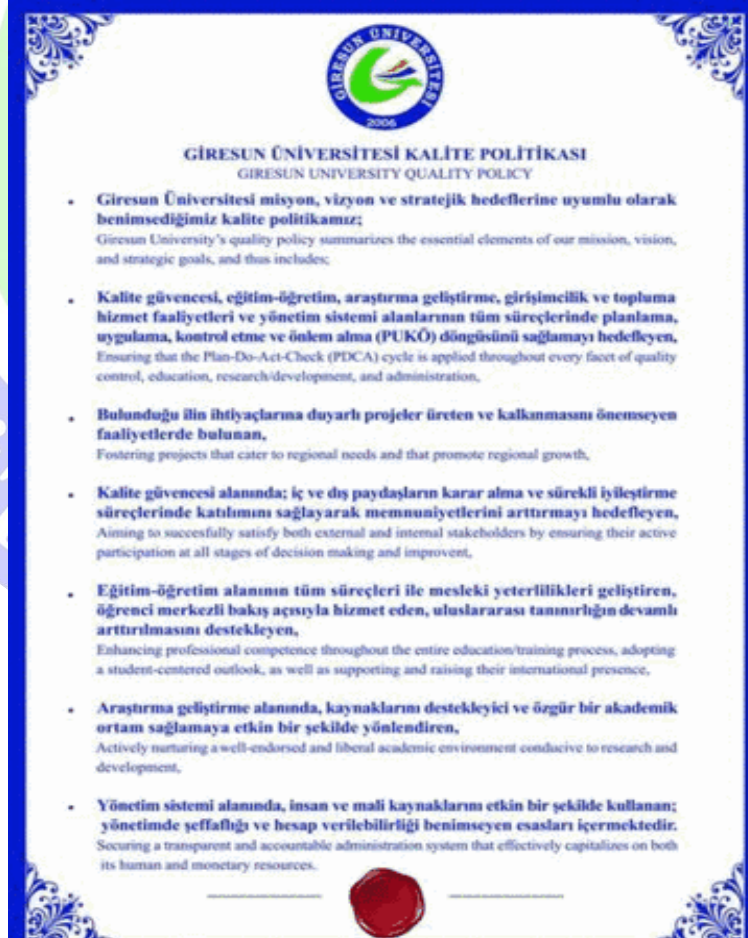 GİRESUN ÜNİVERSİTESİ
2006
GİRESUN ÜNİVERSİTESİ KALİTE POLİTİKASI
GIRESUN UNIVERSITY QUALITY POLICY
• Giresun Üniversitesi misyon, vizyon ve stratejik hedeflerine uyumlu olarak
benimsediğimiz kalite politikamız;
Giresun University's quality policy summarizes the essential elements of our mission, vision,
and strategic goals, and thus includes;
• Kalite güvencesi, eğitim-öğretim, araştırma geliştirme, girişimcilik ve topluma
hizmet faaliyetleri ve yönetim sistemi alanlarının tüm süreçlerinde planlama,
uygulama, kontrol etme ve önlem alma (PUKÖ) döngüsünü sağlamayı hedefleyen,
Ensuring that the Plan-Do-Act-Check (PDCA) cycle is applied throughout every facet of quality
control, education, research/development, and administration,
• Bulunduğu ilin ihtiyaçlarına duyarlı projeler üreten ve kalkınmasını önemseyen
faaliyetlerde bulunan,
Fostering projects that cater to regional needs and that promote regional growth,
• Kalite güvencesi alanında; iç ve dış paydaşların karar alma ve sürekli iyileştirme
süreçlerinde katılımını sağlayarak memnuniyetlerini arttırmayı hedefleyen,
Aiming to succesfully satisfy both external and internal stakeholders by ensuring their active
participation at all stages of decision making and improvent,
• Eğitim-öğretim alanının tüm süreçleri ile mesleki yeterlilikleri geliştiren,
öğrenci merkezli bakış açısıyla hizmet eden, uluslararası tanınırlığın devamlı
arttırılmasını destekleyen,
Enhancing professional competence throughout the entire education/training process, adopting
a student-centered outlook, as well as supporting and raising their international presence,
• Araştırma geliştirme alanında, kaynaklarını destekleyici ve özgür bir akademik
ortam sağlamaya etkin bir şekilde yönlendiren,
Actively nurturing a well-endorsed and liberal academic environment conducive to research and
development,
• Yönetim sistemi alanında, insan ve mali kaynaklarını etkin bir şekilde kullanan;
yönetimde şeffaflığı ve hesap verilebilirliği benimseyen esasları içermektedir.
Securing a transparent and accountable administration system that effectively capitalizes on both
its human and monetary resources.